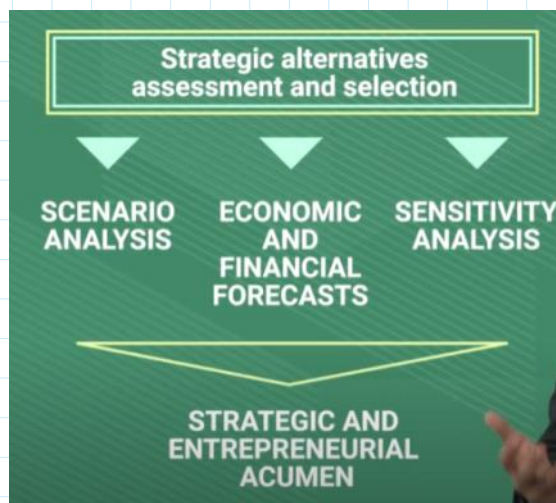 Strategic alternatives
assessment and selection
SCENARIO
ANALYSIS
ECONOMIC
AND
FINANCIAL
FORECASTS
SENSITIVITY
ANALYSIS
STRATEGIC AND
ENTREPRENEURIAL
ACUMEN